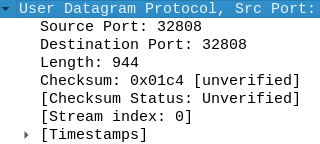 User Datagram Protocol, Src Port:
Source Port: 32808
Destination Port: 32808
Length: 944
Checksum: 0x01c4 [unverified]
[Checksum Status: Unverified]
[Stream index: 0]
[Timestamps]